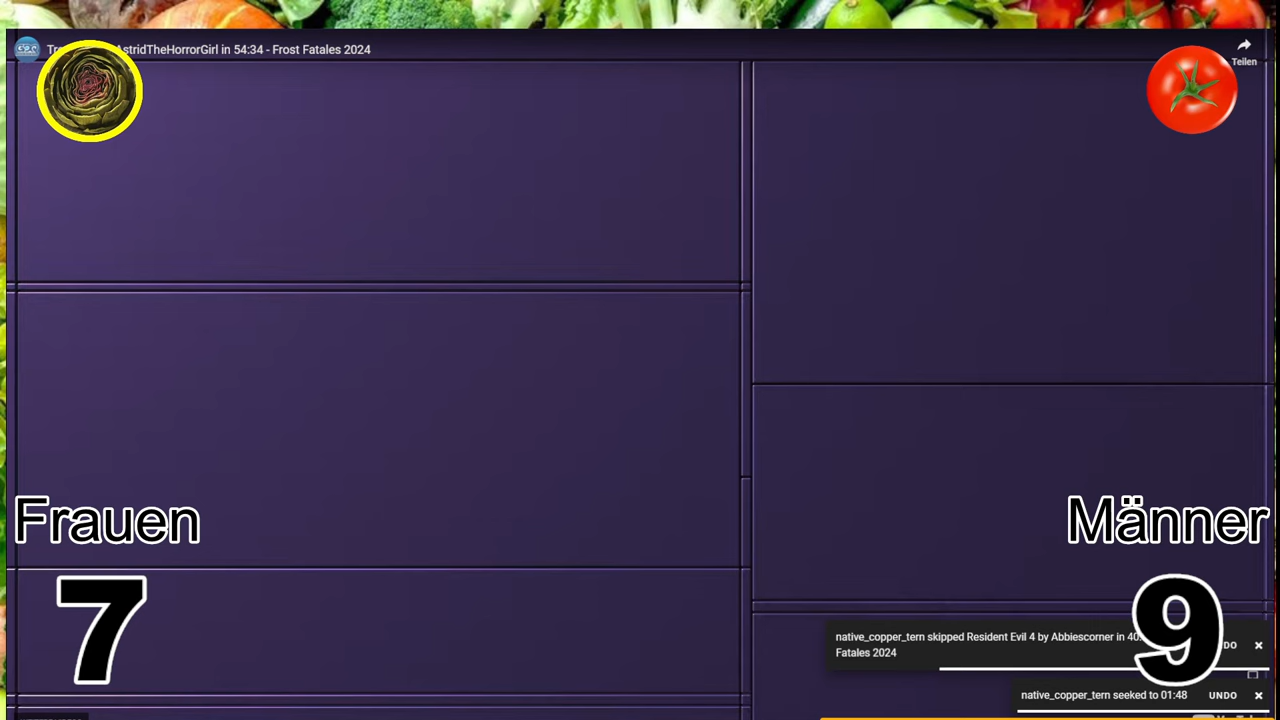 AstridTheHorrorGirl in 54:34 - Frost Fatales 2024
Teilen
Frauen
Männer
7
9
native_copper_tern skipped Resident Evil 4 by Abbiescorner in 40
Fatales 2024
native_copper_tern seeked to 01:48
UNDO